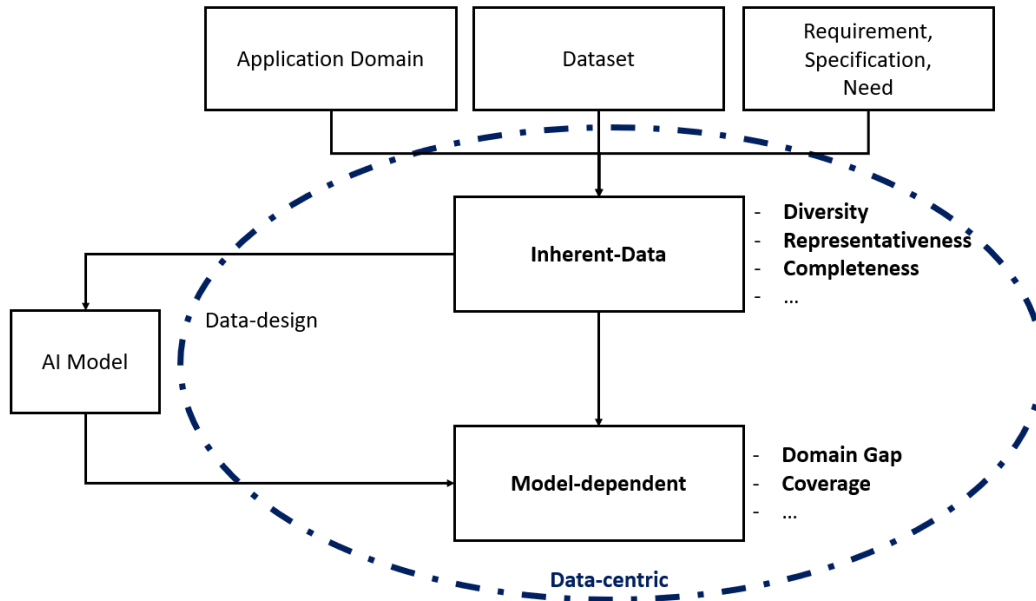 Application Domain
Dataset
Requirement,
Specification,
Need
Inherent-Data
- Diversity
- Representativeness
- Completeness
- ...
Data-design
AI Model
Model-dependent
- Domain Gap
- Coverage
- ...
Data-centric